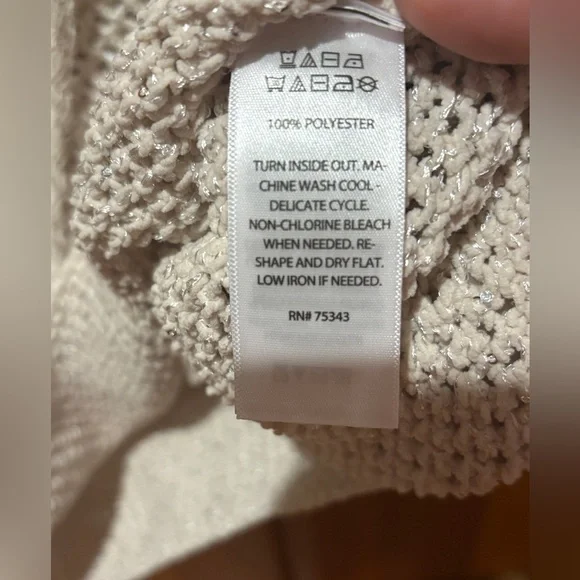 100% POLYESTER
TURN INSIDE OUT. MA-
CHINE WASH COOL -
DELICATE CYCLE.
NON-CHLORINE BLEACH
WHEN NEEDED. RE-
SHAPE AND DRY FLAT.
LOW IRON IF NEEDED.
RN# 75343